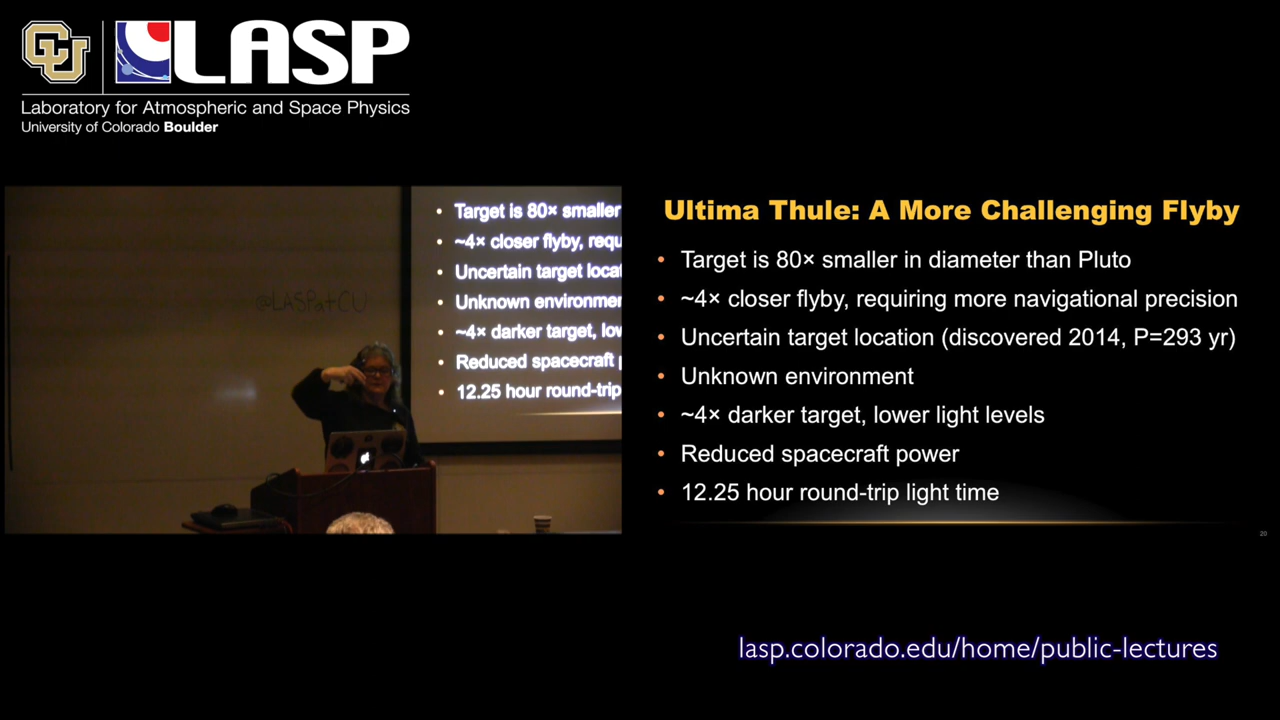 CU
LASP
Laboratory for Atmospheric and Space Physics
University of Colorado Boulder
• Target is 80× smaller
• ~4× closer flyby, requ
• Uncertain target locat
• Unknown environmen
• ~4× darker target, low
• Reduced spacecraft p
• 12.25 hour round-trip
@LASPatCU
Ultima Thule: A More Challenging Flyby
• Target is 80× smaller in diameter than Pluto
• ~4× closer flyby, requiring more navigational precision
• Uncertain target location (discovered 2014, P=293 yr)
• Unknown environment
• ~4× darker target, lower light levels
• Reduced spacecraft power
• 12.25 hour round-trip light time
20
lasp.colorado.edu/home/public-lectures